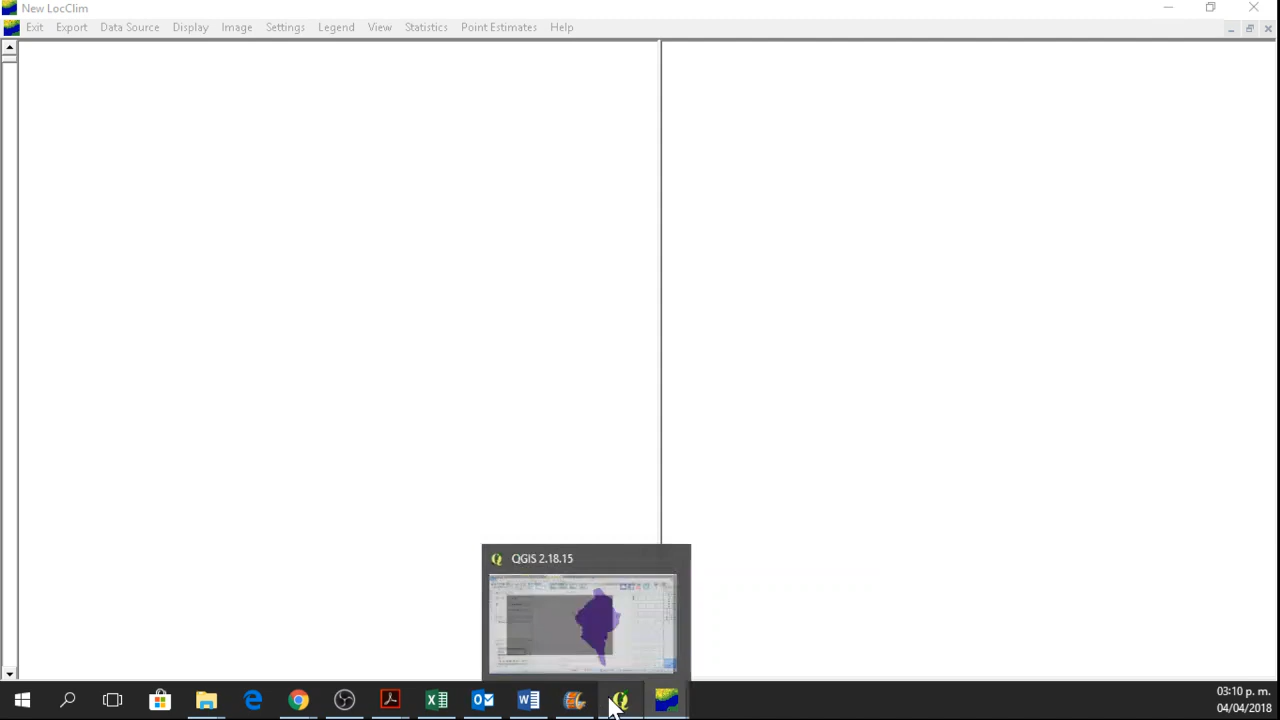 New LocClim
Exit Export Data Source Display Image Settings Legend View Statistics Point Estimates Help
QGIS 2.18.15
03:10 p. m.
04/04/2018